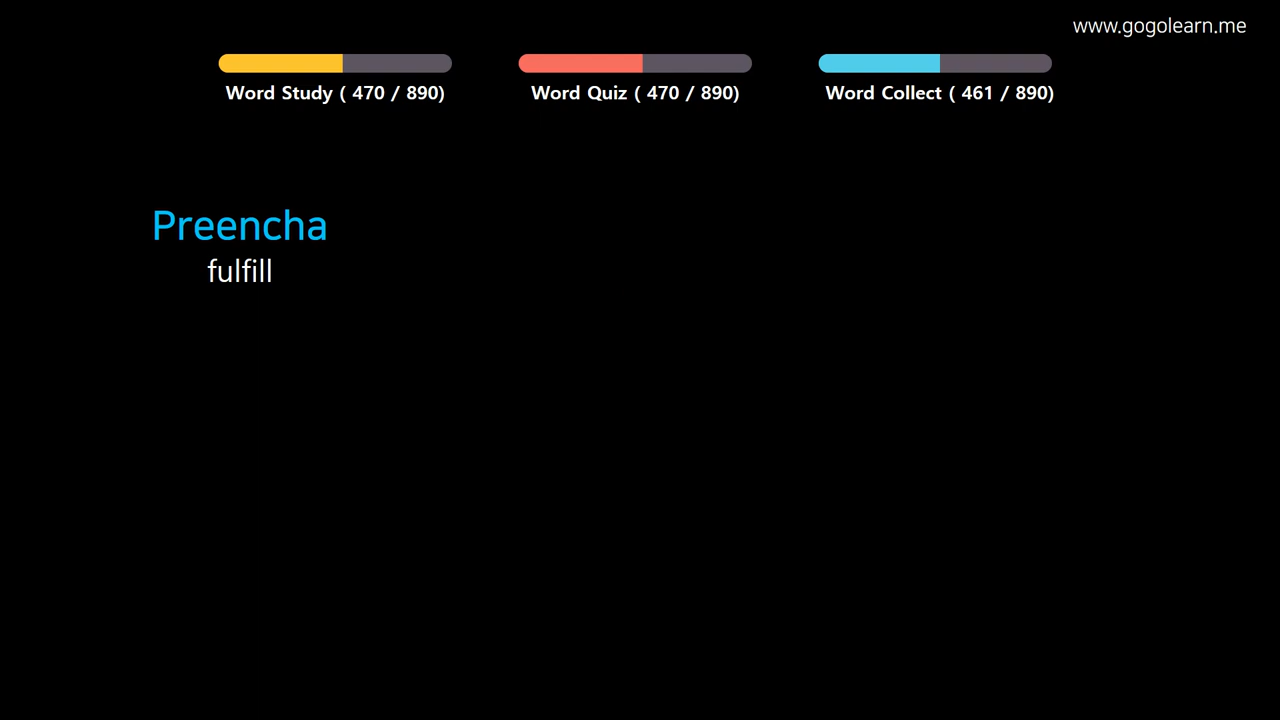 www.gogolearn.me
Word Study ( 470 / 890)
Word Quiz ( 470 / 890)
Word Collect ( 461 / 890)
Preencha
fulfill